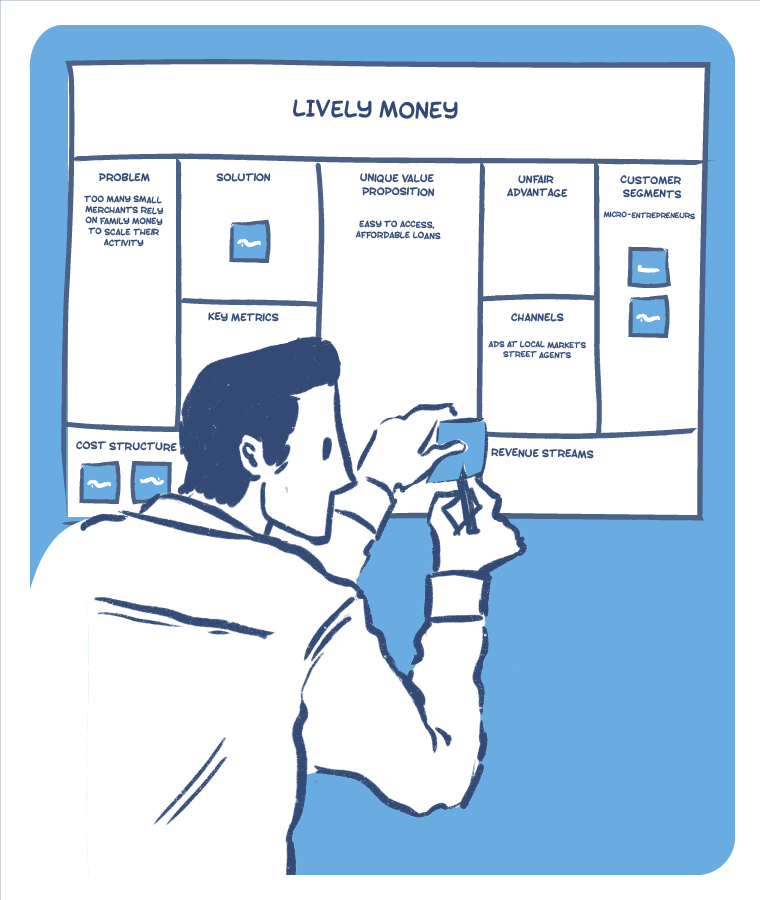 LIVELY MONEY
PROBLEM
TOO MANY SMALL
MERCHANTS RELY
ON FAMILY MONEY
TO SCALE THEIR
ACTIVITY
SOLUTION
KEY METRICS
UNIQUE VALUE
PROPOSITION
EASY TO ACCESS,
AFFORDABLE LOANS
UNFAIR
ADVANTAGE
CHANNELS
ADS AT LOCAL MARKETS
STREET AGENTS
CUSTOMER
SEGMENTS
MICRO-ENTREPRENEURS
COST STRUCTURE
REVENUE STREAMS